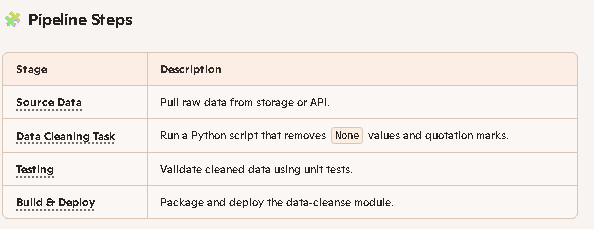 Pipeline Steps
Stage Description
Source Data Pull raw data from storage or API.
Data Cleaning Task Run a Python script that removes None values and quotation marks.
Testing Validate cleaned data using unit tests.
Build & Deploy Package and deploy the data-cleanse module.